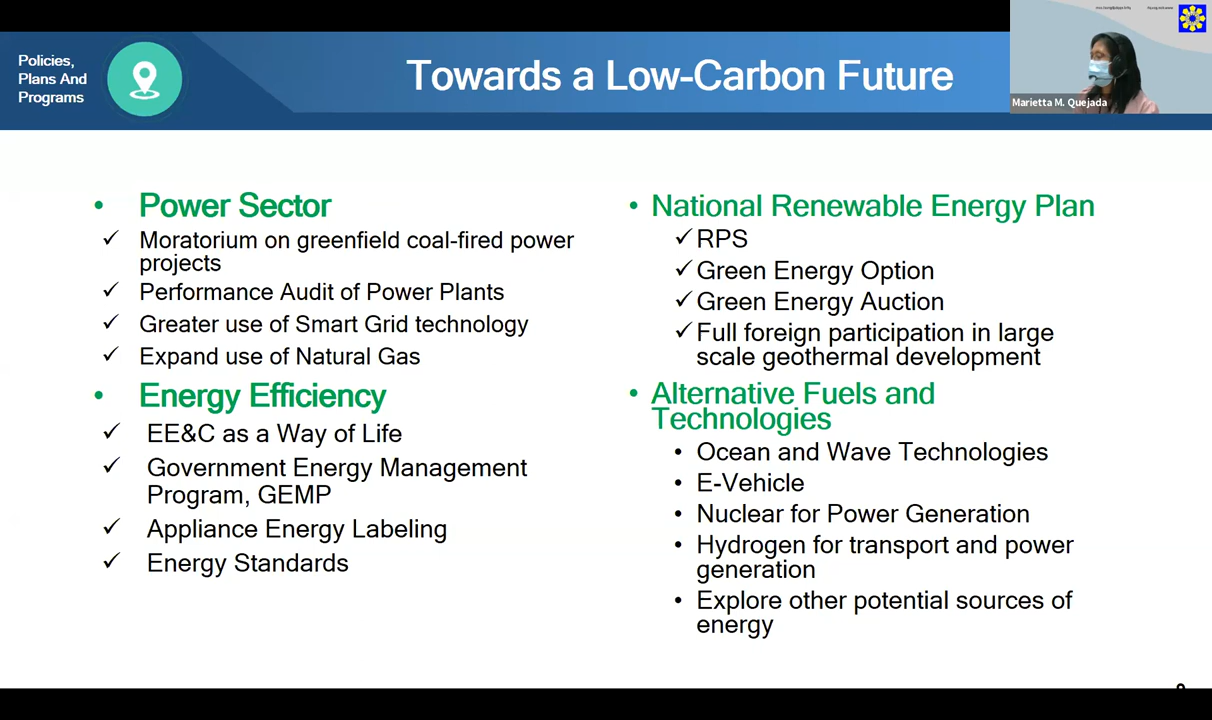 Policies,
Plans And
Programs
Towards a Low-Carbon Future
Marietta M. Quejada
• Power Sector
✓ Moratorium on greenfield coal-fired power
projects
✓ Performance Audit of Power Plants
✓ Greater use of Smart Grid technology
✓ Expand use of Natural Gas
• Energy Efficiency
✓ EE&C as a Way of Life
✓ Government Energy Management
Program, GEMP
✓ Appliance Energy Labeling
✓ Energy Standards
• National Renewable Energy Plan
✓ RPS
✓ Green Energy Option
✓ Green Energy Auction
✓ Full foreign participation in large
scale geothermal development
• Alternative Fuels and
Technologies
• Ocean and Wave Technologies
• E-Vehicle
• Nuclear for Power Generation
• Hydrogen for transport and power
generation
• Explore other potential sources of
energy